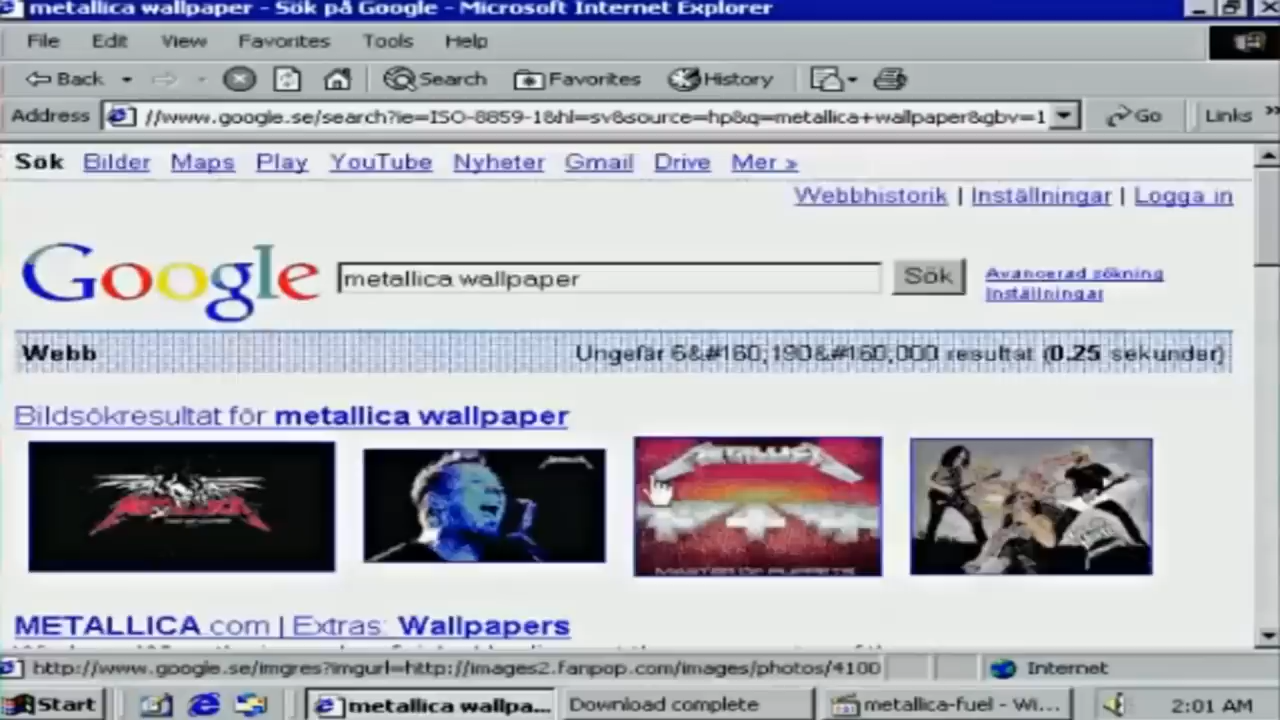 metallica wallpaper - Sök på Google - Microsoft Internet Explorer
File Edit View Favorites Tools Help
Back Search Favorites History
Address //www.google.se/search?ie=ISO-8859-1&hl=sv&source=hp&q=metallica+wallpaper&gbv=1 Go Links »
Sök Bilder Maps Play YouTube Nyheter Gmail Drive Mer »
Webbhistorik | Inställningar | Logga in
Google metallica wallpaper Sök Avancerad sökning
Inställningar
Webb Ungefär 6&#160;190&#160;000 resultat (0.25 sekunder)
Bildsökresultat för metallica wallpaper
METALLICA
MASTER OF PUPPETS
METALLICA.com | Extras: Wallpapers
http://www.google.se/imgres?imgurl=http://images2.fanpop.com/images/photos/4100 Internet
Start metallica wallpa... Download complete metallica-fuel - Wi... 2:01 AM